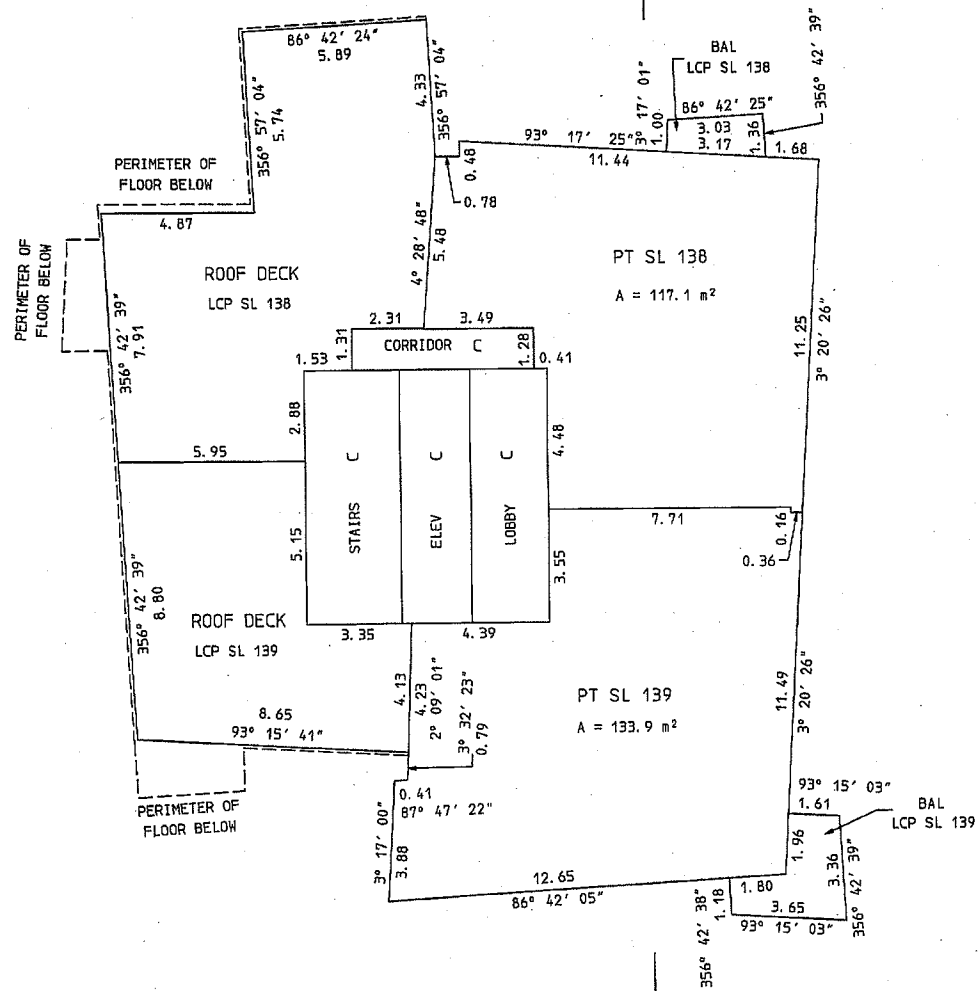 86° 42' 24"
5.89
356° 57' 04"
5.74
4.33
356° 57' 04"
0.48
0.78
93° 17' 25"
11.44
3° 17' 01"
1.00
BAL
LCP SL 138
86° 42' 25"
3.03
3.17
1.36
356° 42' 39"
1.68
PERIMETER OF
FLOOR BELOW
4.87
PERIMETER OF
FLOOR BELOW
ROOF DECK
LCP SL 138
4° 28' 48"
5.48
PT SL 138
A = 117.1 m²
11.25
3° 20' 26"
356° 42' 39"
7.91
2.31
3.49
1.31
CORRIDOR C
1.28
0.41
1.53
2.88
5.95
STAIRS C
ELEV C
LOBBY C
4.48
7.71
0.16
0.36
5.15
3.55
356° 42' 39"
8.80
ROOF DECK
LCP SL 139
3.35
4.39
4.13
4.23
2° 09' 01"
3° 32' 23"
0.79
8.65
93° 15' 41"
PT SL 139
A = 133.9 m²
11.49
3° 20' 26"
PERIMETER OF
FLOOR BELOW
0.41
87° 47' 22"
3° 17' 00"
3.88
12.65
86° 42' 05"
93° 15' 03"
1.61
BAL
LCP SL 139
1.96
3.36
356° 42' 39"
1.80
356° 42' 38"
1.18
3.65
93° 15' 03"